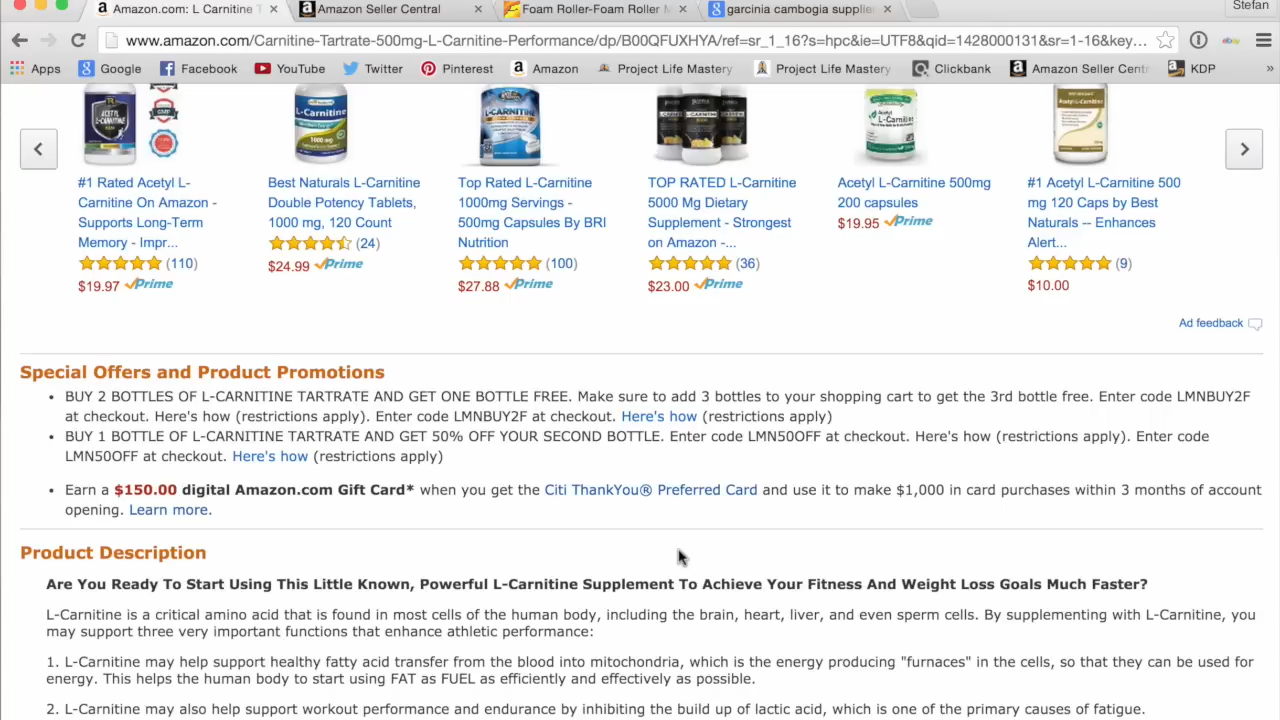 Amazon.com: L Carnitine T
Amazon Seller Central
Foam Roller-Foam Roller M
garcinia cambogia supplier
Stefan
www.amazon.com/Carnitine-Tartrate-500mg-L-Carnitine-Performance/dp/B00QFUXHYA/ref=sr_1_16?s=hpc&ie=UTF8&qid=1428000131&sr=1-16&key...
Apps Google Facebook YouTube Twitter Pinterest Amazon Project Life Mastery Project Life Mastery Clickbank Amazon Seller Centr KDP »
#1 Rated Acetyl L-
Carnitine On Amazon -
Supports Long-Term
Memory - Impr...
(110)
$19.97 Prime
Best Naturals L-Carnitine
Double Potency Tablets,
1000 mg, 120 Count
(24)
$24.99 Prime
Top Rated L-Carnitine
1000mg Servings -
500mg Capsules By BRI
Nutrition
(100)
$27.88 Prime
TOP RATED L-Carnitine
5000 Mg Dietary
Supplement - Strongest
on Amazon -...
(36)
$23.00 Prime
Acetyl L-Carnitine 500mg
200 capsules
$19.95 Prime
#1 Acetyl L-Carnitine 500
mg 120 Caps by Best
Naturals -- Enhances
Alert...
(9)
$10.00
Ad feedback
Special Offers and Product Promotions
• BUY 2 BOTTLES OF L-CARNITINE TARTRATE AND GET ONE BOTTLE FREE. Make sure to add 3 bottles to your shopping cart to get the 3rd bottle free. Enter code LMNBUY2F
at checkout. Here's how (restrictions apply). Enter code LMNBUY2F at checkout. Here's how (restrictions apply)
• BUY 1 BOTTLE OF L-CARNITINE TARTRATE AND GET 50% OFF YOUR SECOND BOTTLE. Enter code LMN50OFF at checkout. Here's how (restrictions apply). Enter code
LMN50OFF at checkout. Here's how (restrictions apply)
• Earn a $150.00 digital Amazon.com Gift Card* when you get the Citi ThankYou® Preferred Card and use it to make $1,000 in card purchases within 3 months of account
opening. Learn more.
Product Description
Are You Ready To Start Using This Little Known, Powerful L-Carnitine Supplement To Achieve Your Fitness And Weight Loss Goals Much Faster?
L-Carnitine is a critical amino acid that is found in most cells of the human body, including the brain, heart, liver, and even sperm cells. By supplementing with L-Carnitine, you
may support three very important functions that enhance athletic performance:
1. L-Carnitine may help support healthy fatty acid transfer from the blood into mitochondria, which is the energy producing "furnaces" in the cells, so that they can be used for
energy. This helps the human body to start using FAT as FUEL as efficiently and effectively as possible.
2. L-Carnitine may also help support workout performance and endurance by inhibiting the build up of lactic acid, which is one of the primary causes of fatigue.